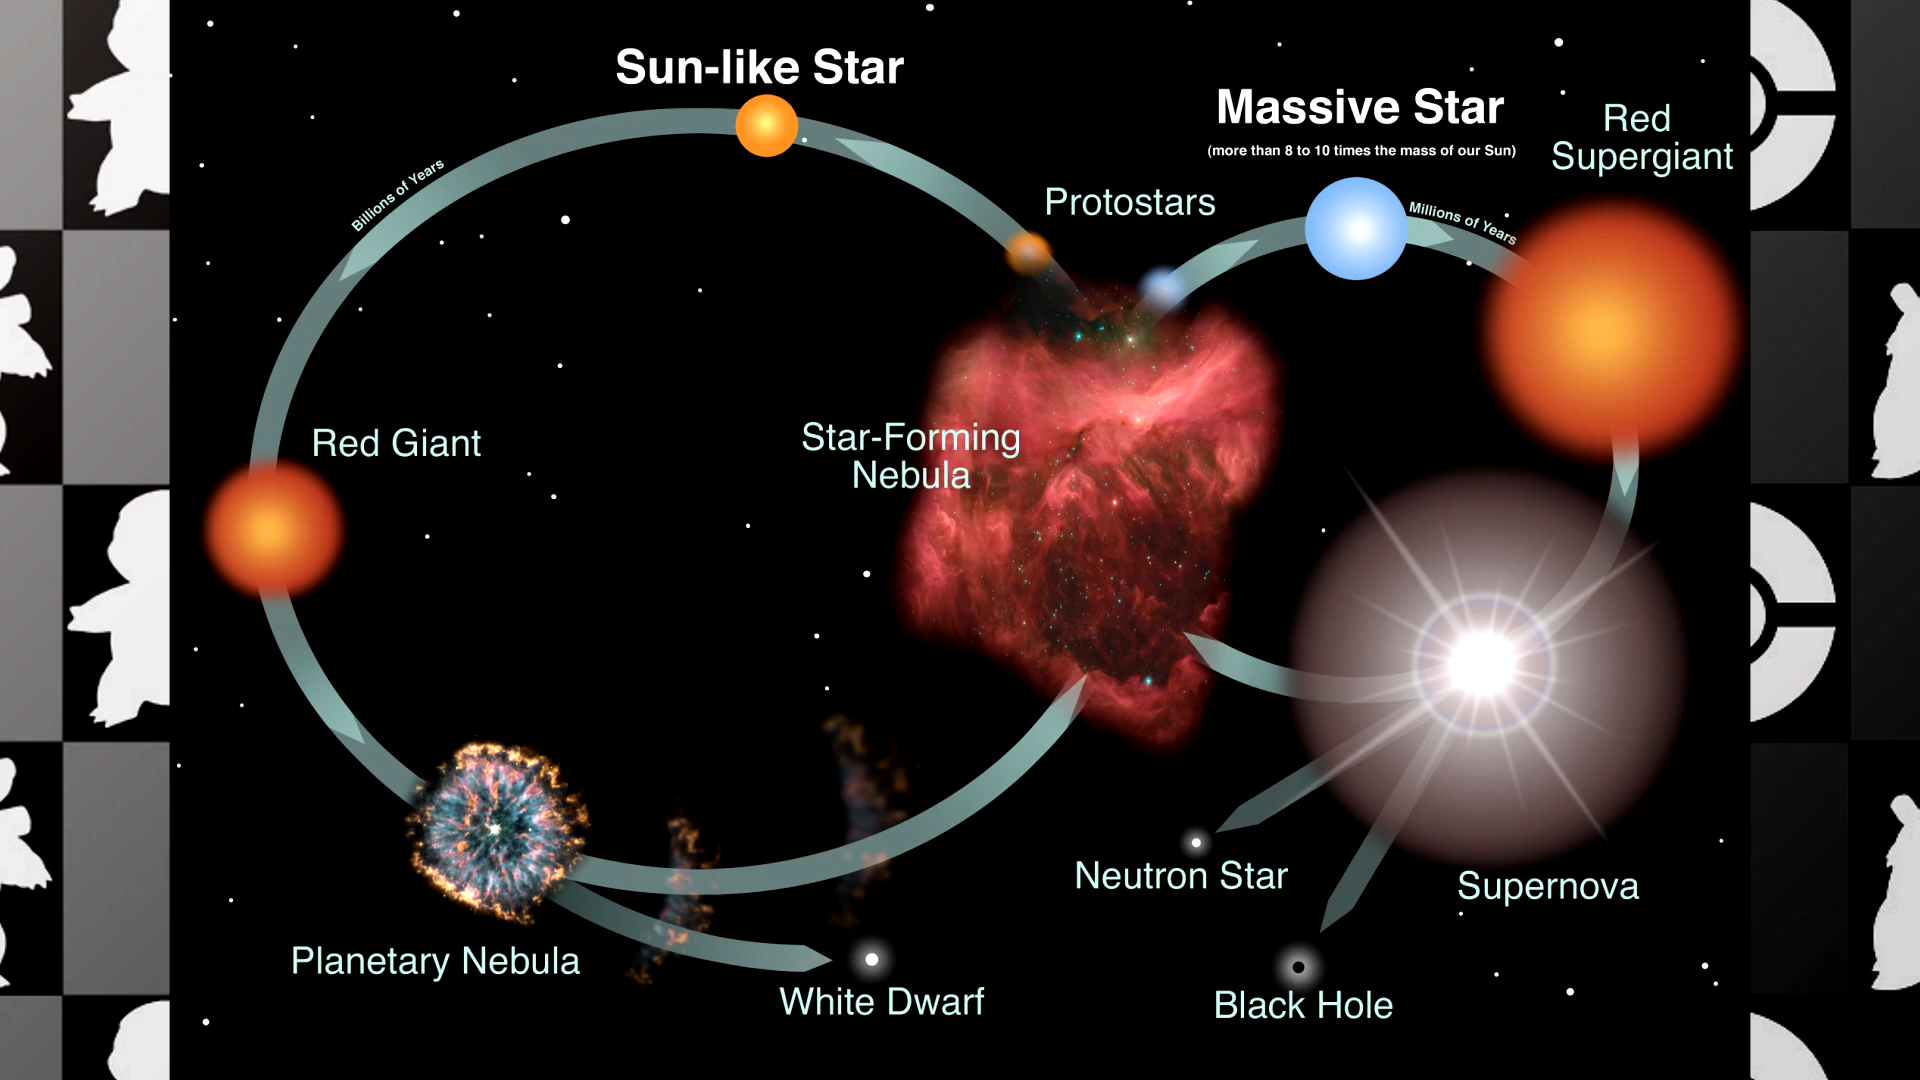 Sun-like Star
Massive Star
(more than 8 to 10 times the mass of our Sun)
Red
Supergiant
Protostars
Billions of Years
Millions of Years
Red Giant
Star-Forming
Nebula
Neutron Star
Supernova
Planetary Nebula
White Dwarf
Black Hole